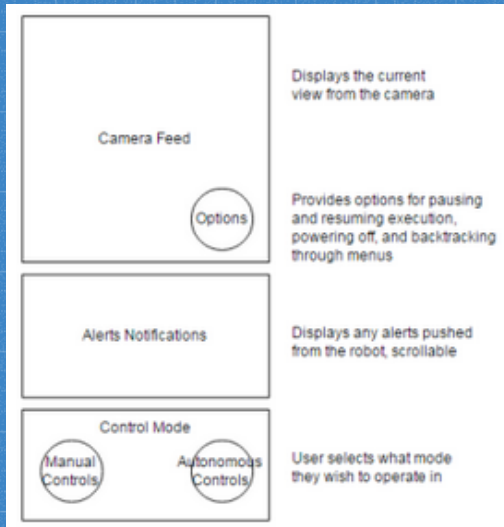 Displays the current
view from the camera
Camera Feed
Options
Provides options for pausing
and resuming execution,
powering off, and backtracking
through menus
Alerts Notifications
Displays any alerts pushed
from the robot, scrollable
Control Mode
Manual
Controls
Autonomous
Controls
User selects what mode
they wish to operate in